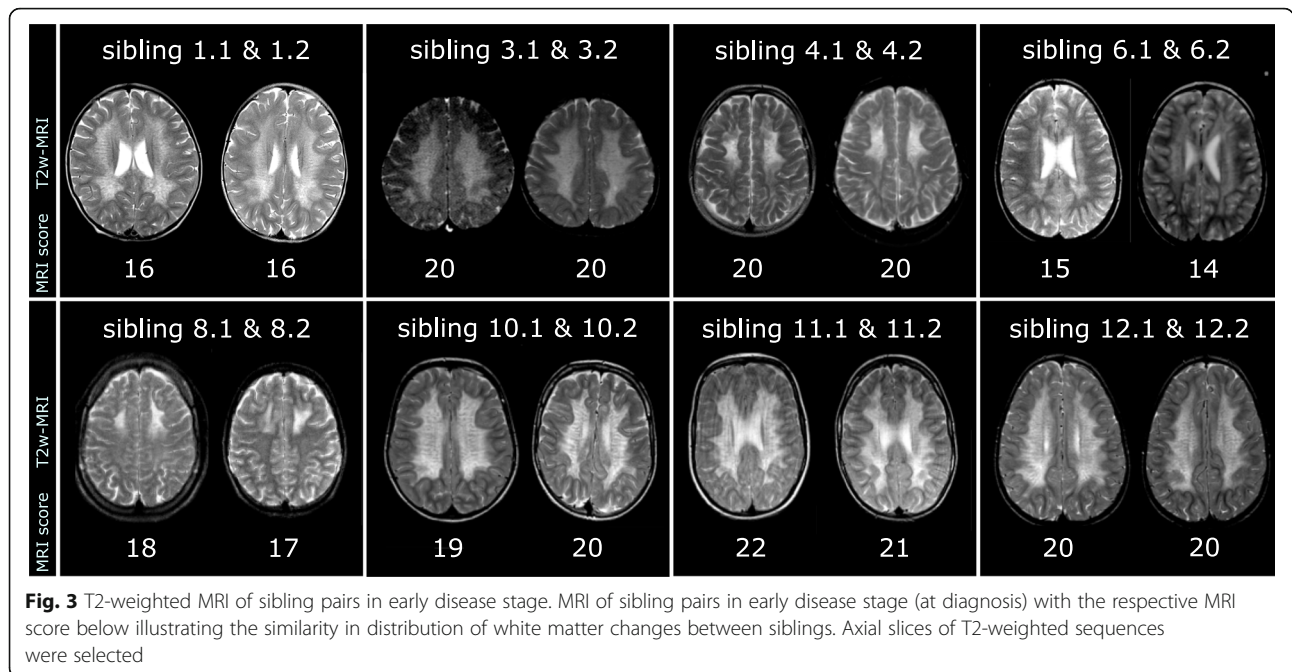 sibling 1.1 & 1.2
sibling 3.1 & 3.2
sibling 4.1 & 4.2
sibling 6.1 & 6.2
T2w-MRI
MRI score
16 16
20 20
20 20
15 14
sibling 8.1 & 8.2
sibling 10.1 & 10.2
sibling 11.1 & 11.2
sibling 12.1 & 12.2
T2w-MRI
MRI score
18 17
19 20
22 21
20 20
Fig. 3 T2-weighted MRI of sibling pairs in early disease stage. MRI of sibling pairs in early disease stage (at diagnosis) with the respective MRI
score below illustrating the similarity in distribution of white matter changes between siblings. Axial slices of T2-weighted sequences
were selected